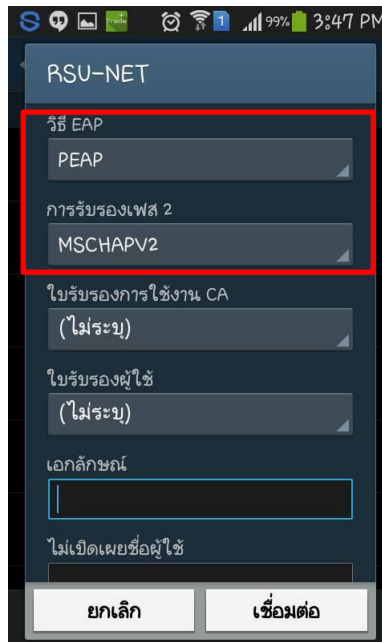 Trade 1 99% 3:47 PM
RSU-NET
วิธี EAP
PEAP
การรับรองเฟส 2
MSCHAPV2
ใบรับรองการใช้งาน CA
(ไม่ระบุ)
ใบรับรองผู้ใช้
(ไม่ระบุ)
เอกลักษณ์
ไม่เปิดเผยชื่อผู้ใช้
ยกเลิก เชื่อมต่อ